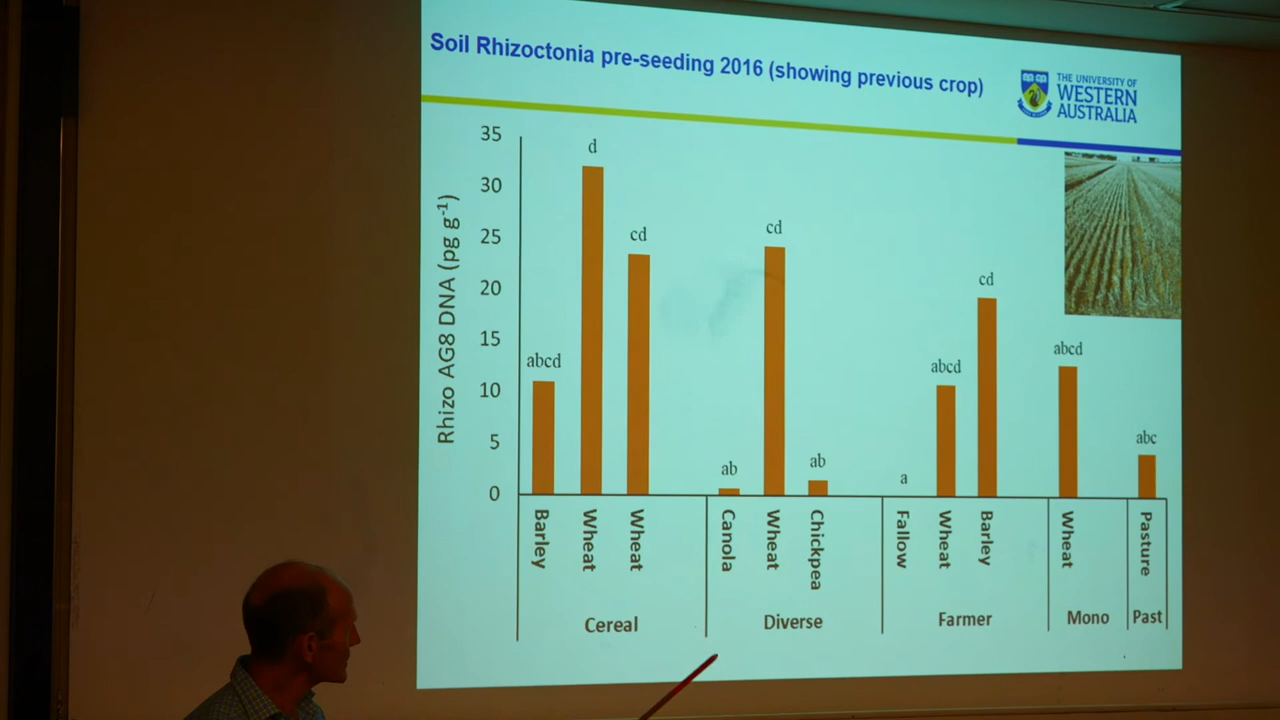 Soil Rhizoctonia pre-seeding 2016 (showing previous crop)
THE UNIVERSITY OF
WESTERN
AUSTRALIA
Rhizo AG8 DNA (pg g-1)
35
30
25
20
15
10
5
0
abcd
d
cd
ab
cd
ab
a
abcd
cd
abcd
abc
Barley
Wheat
Wheat
Canola
Wheat
Chickpea
Fallow
Wheat
Barley
Wheat
Pasture
Cereal
Diverse
Farmer
Mono
Past